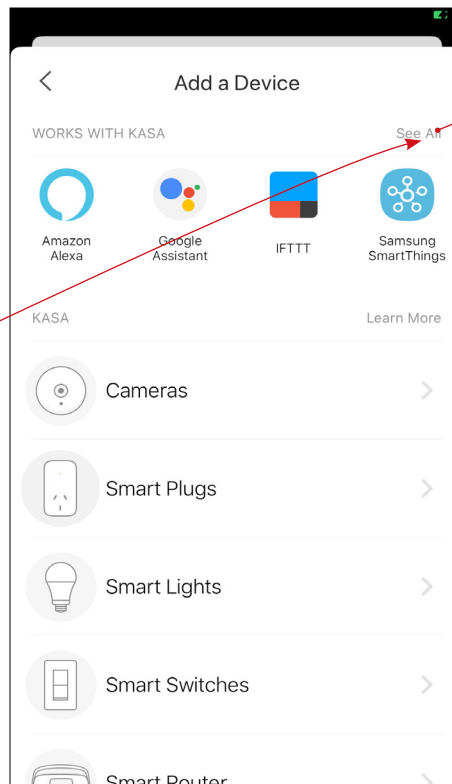 Add a Device
WORKS WITH KASA See All
Amazon Alexa
Google Assistant
IFTTT
Samsung SmartThings
KASA Learn More
Cameras
Smart Plugs
Smart Lights
Smart Switches
Smart Router